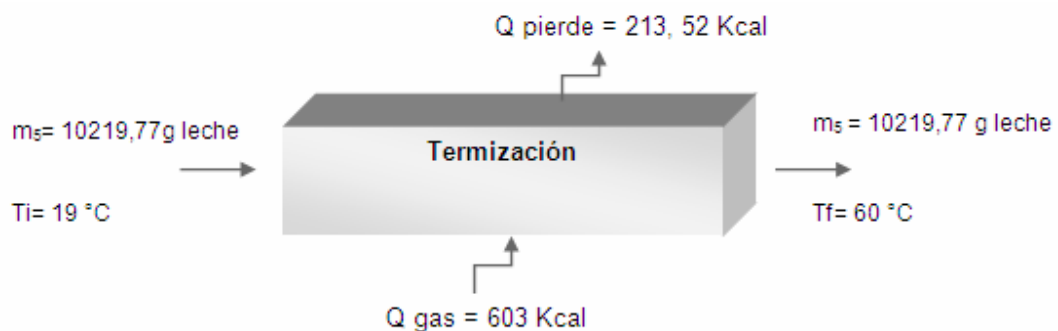 Q pierde = 213, 52 Kcal
m₅= 10219,77g leche
m₅ = 10219,77 g leche
Termización
Ti= 19 °C
Tf= 60 °C
Q gas = 603 Kcal